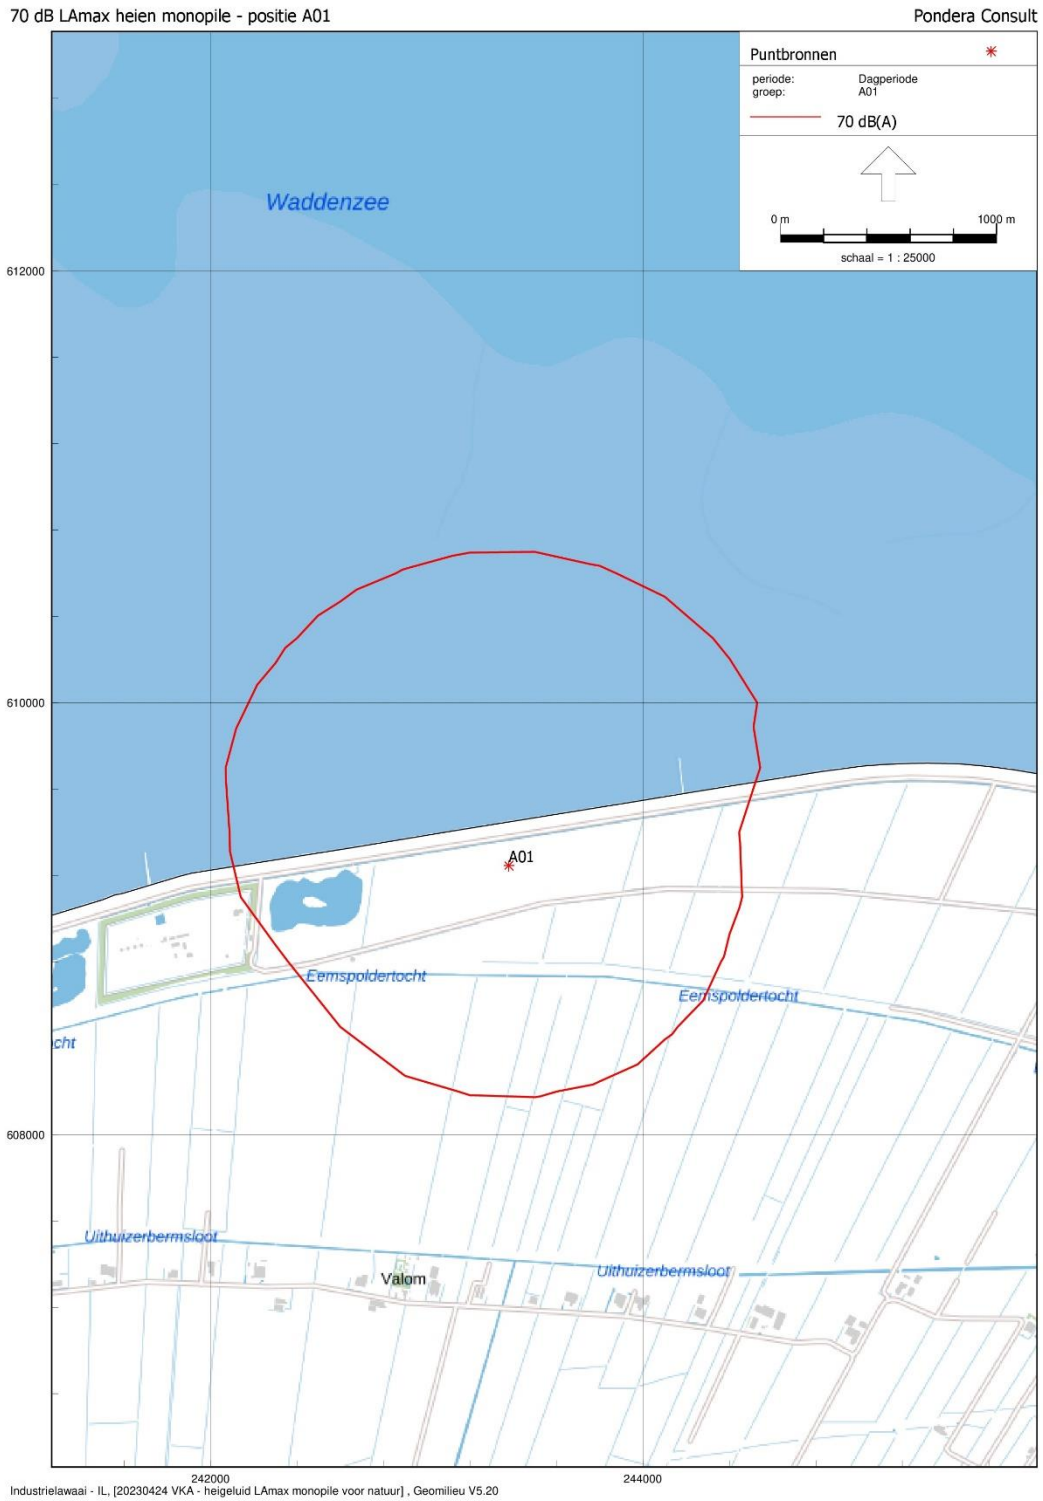 70 dB LAmax heien monopile - positie A01
Pondera Consult
Puntbronnen
periode: Dagperiode
groep: A01
70 dB(A)
0 m 1000 m
schaal = 1 : 25000
Waddenzee
612000
610000
A01
Eemspoldertocht
Eemspoldertocht
cht
608000
Uithuizerbermsloot
Uithuizerbermsloot
Valom
242000 244000
Industrielawaai - IL, [20230424 VKA - heigeluid LAmax monopile voor natuur] , Geomilieu V5.20